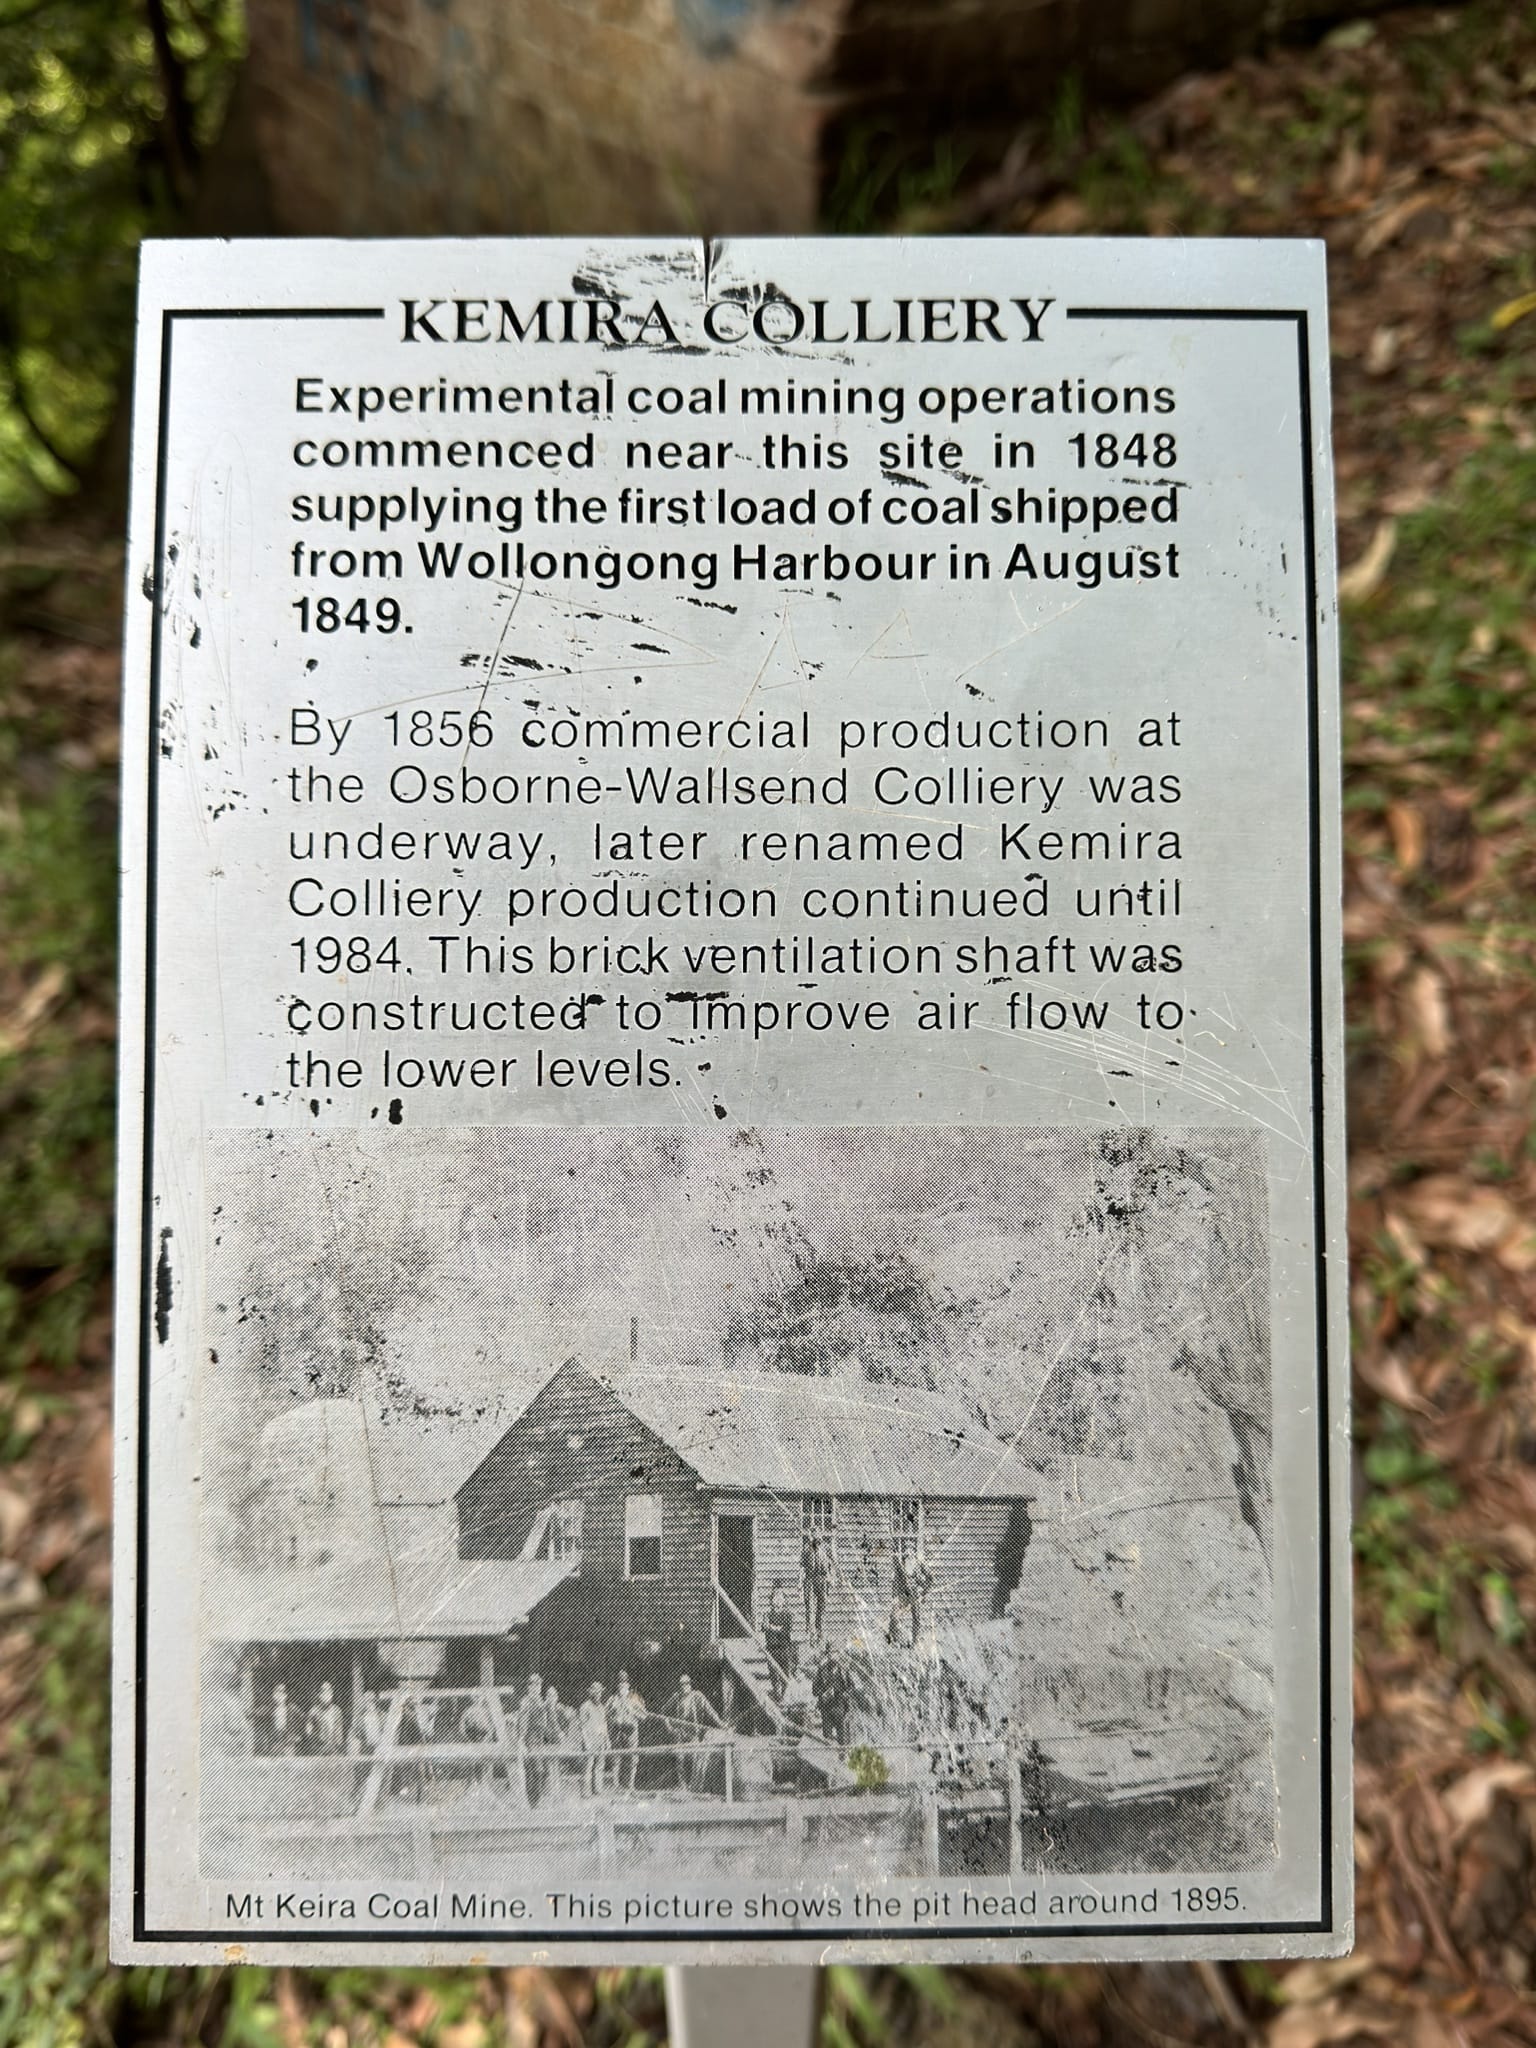 KEMIRA COLLIERY
Experimental coal mining operations
commenced near this site in 1848
supplying the first load of coal shipped
from Wollongong Harbour in August
1849.
By 1856 commercial production at
the Osborne-Wallsend Colliery was
underway, later renamed Kemira
Colliery production continued until
1984. This brick ventilation shaft was
constructed to improve air flow to
the lower levels.
Mt Keira Coal Mine. This picture shows the pit head around 1895.